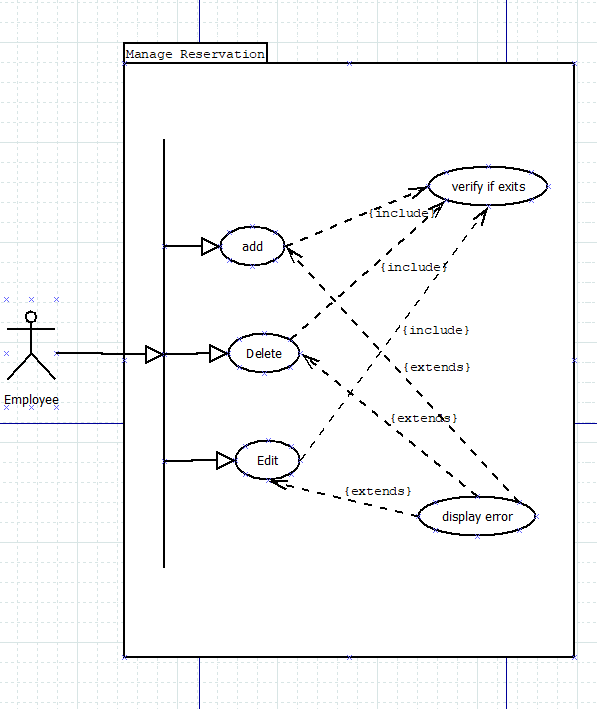 Manage Reservation
verify if exits
{include}
add
{include}
{include}
Delete
{extends}
Employee
{extends}
Edit
{extends}
display error